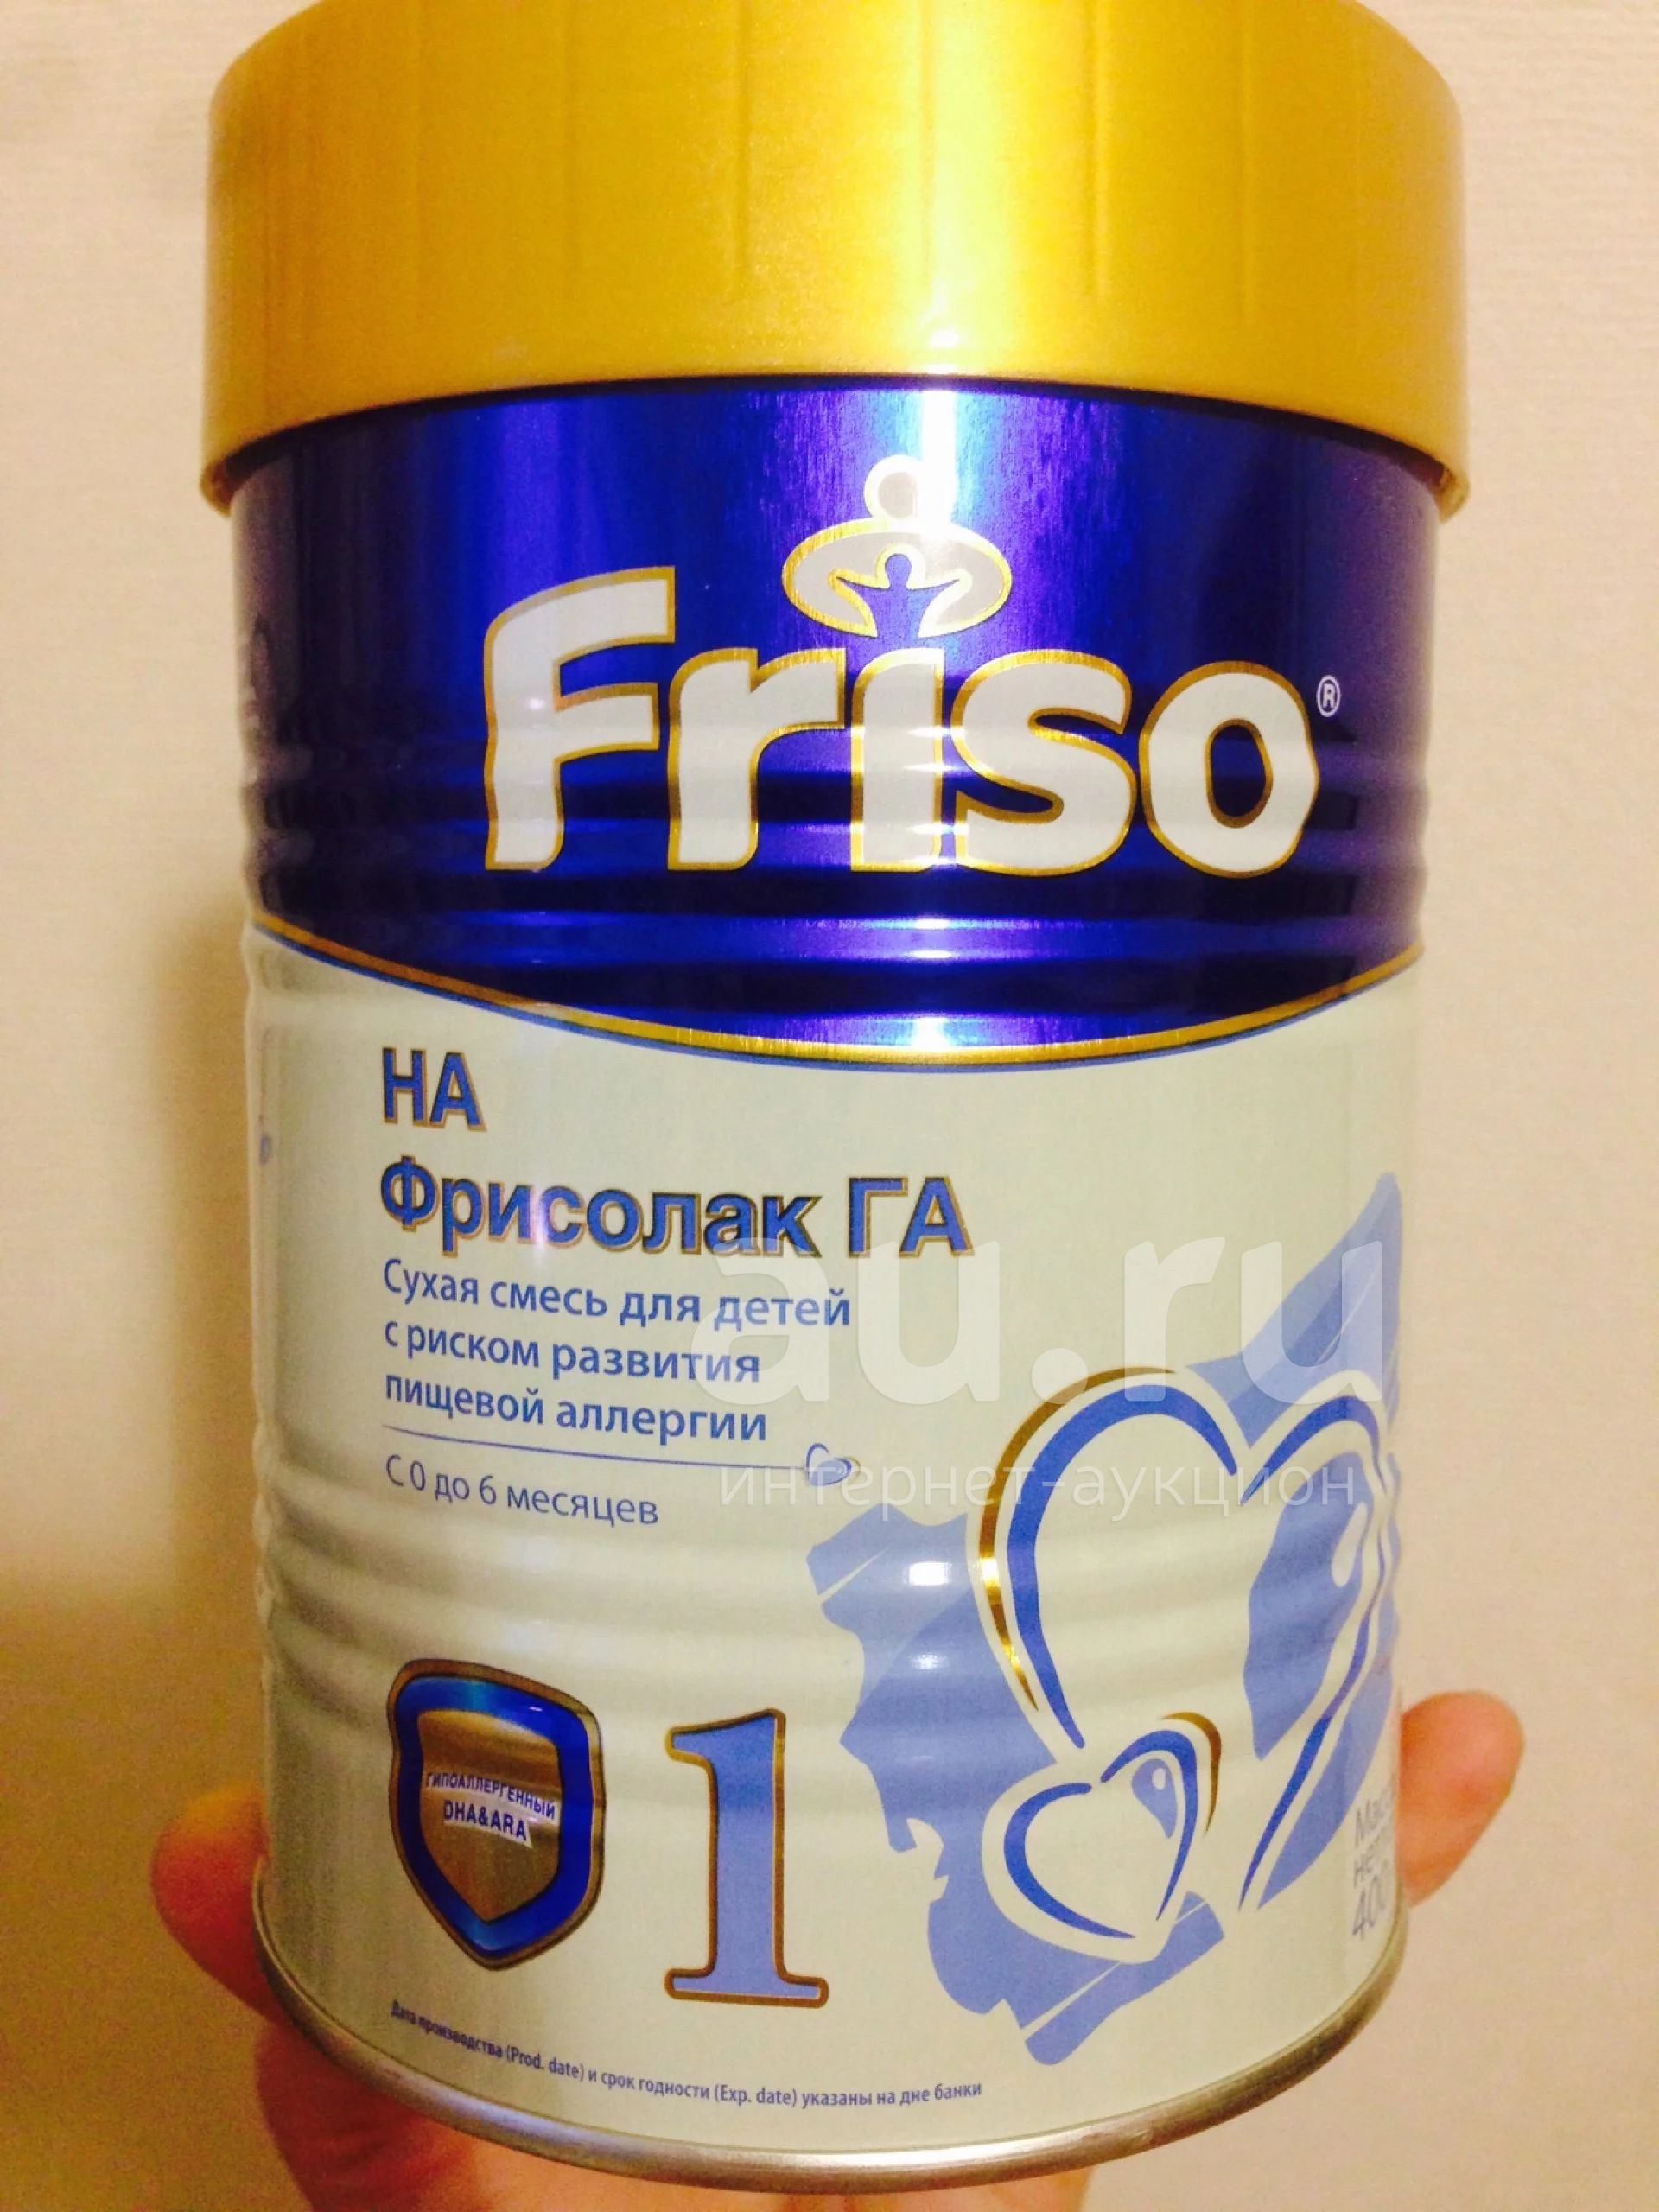 Friso®
HA
Фрисолак ГА
Сухая смесь для детей
с риском развития
пищевой аллергии
С 0 до 6 месяцев
au.ru
интернет-аукцион
ГИПОАЛЛЕРГЕННЫЙ
DHA&ARA
1
Дата производства (Prod. date) и срок годности (Exp. date) указаны на дне банки